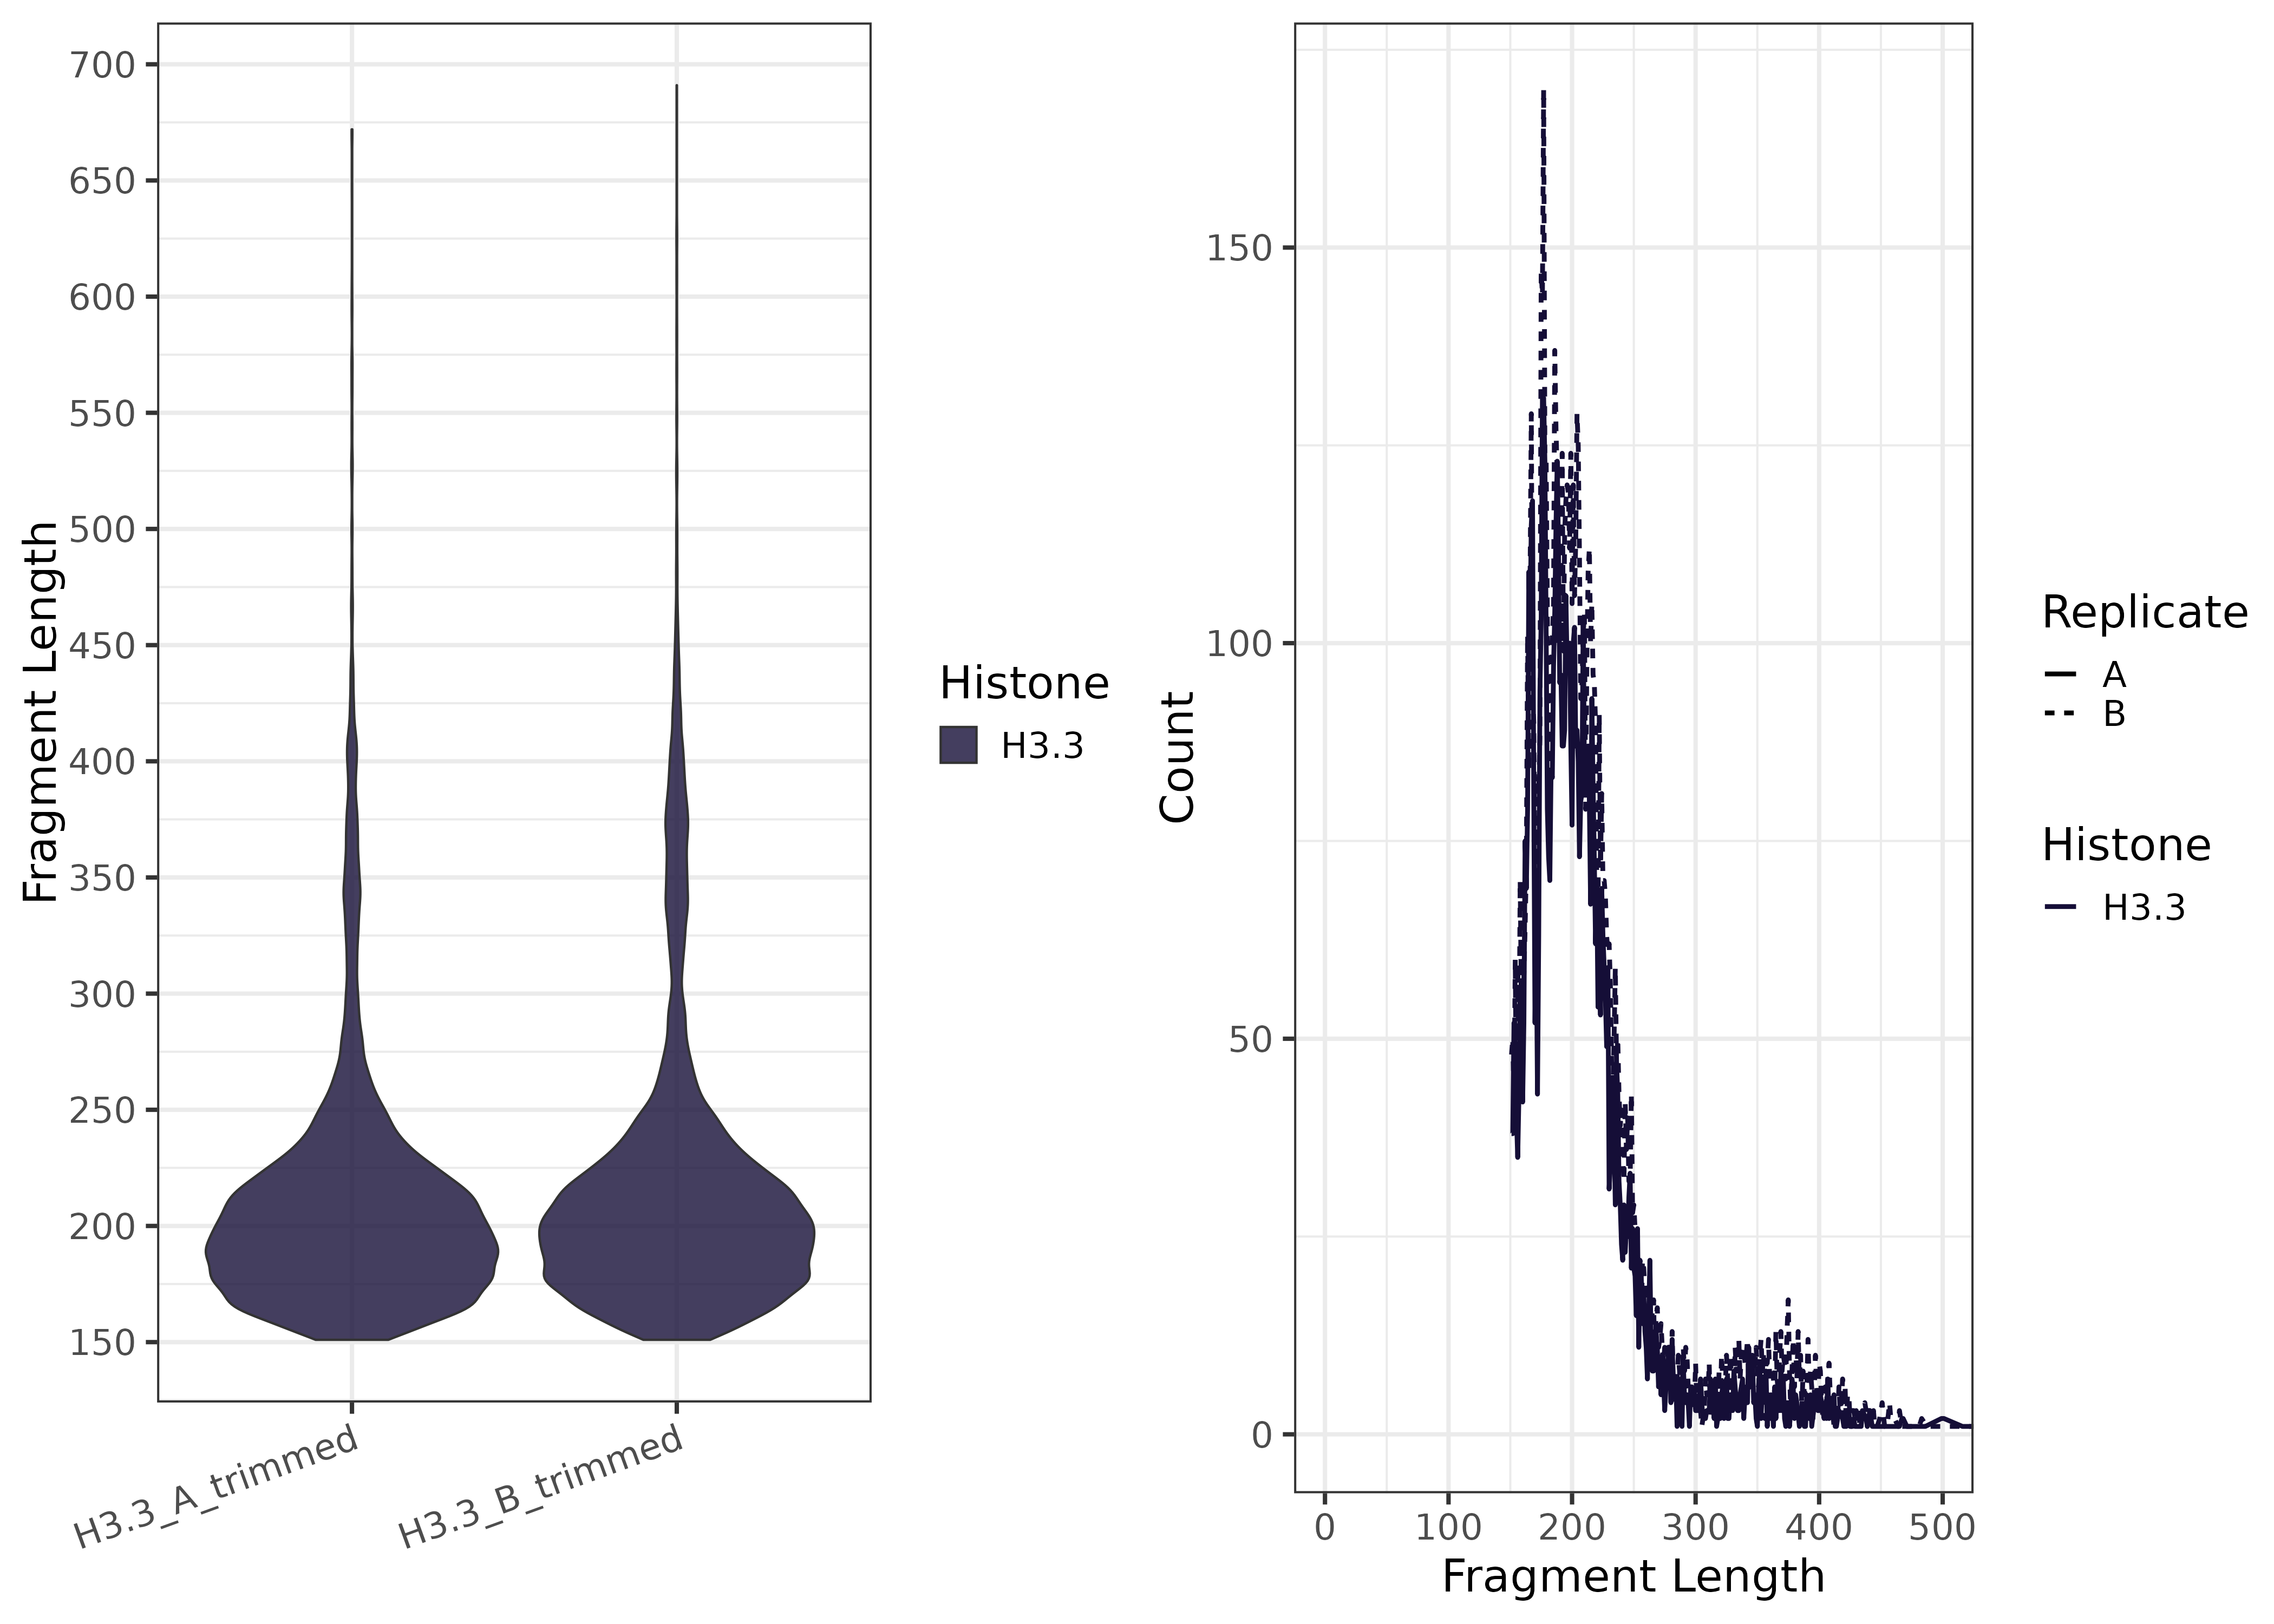 Fragment Length
700
650
600
550
500
450
400
350
300
250
200
150
H3.3_A_trimmed
H3.3_B_trimmed
Histone
H3.3
Count
150
100
50
0
0
100
200
300
400
500
Fragment Length
Replicate
A
B
Histone
H3.3